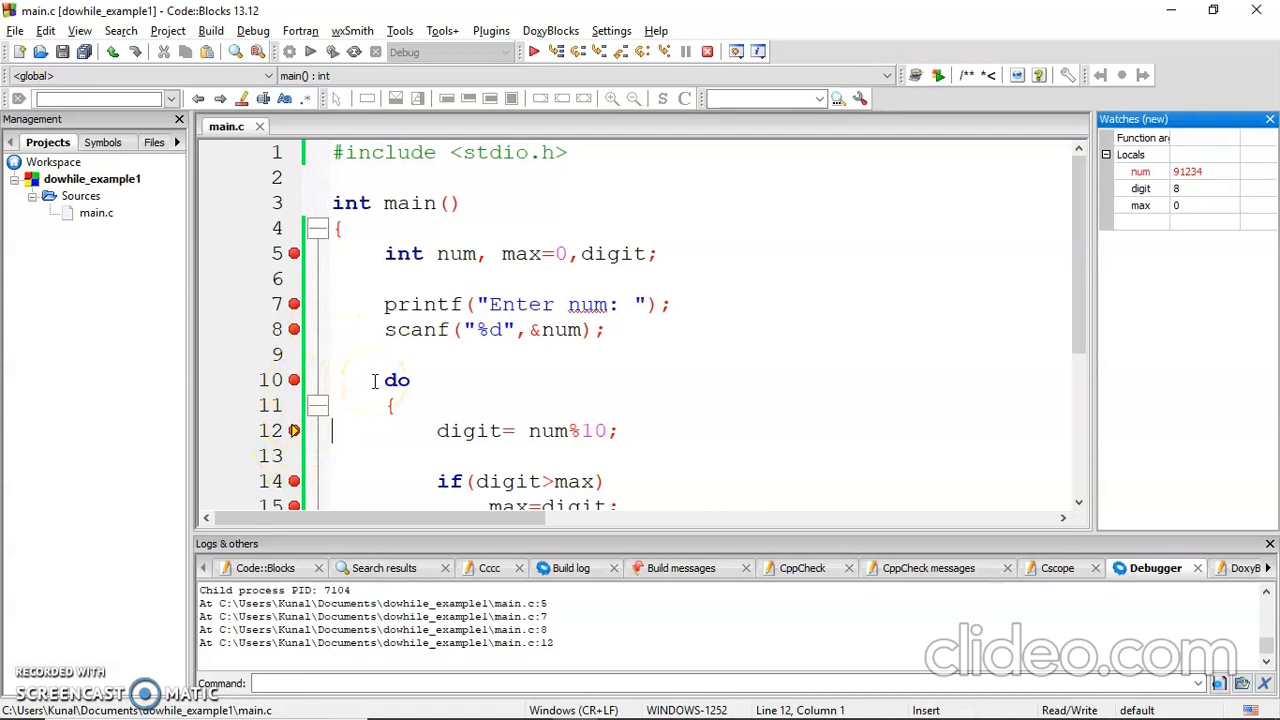 main.c [dowhile_example1] - Code::Blocks 13.12
File Edit View Search Project Build Debug Fortran wxSmith Tools Tools+ Plugins DoxyBlocks Settings Help
Debug
<global> main() : int
/** *<
S C
Management
Projects Symbols Files
Workspace
dowhile_example1
Sources
main.c
main.c
1 #include <stdio.h>
2
3 int main()
4 {
5 int num, max=0,digit;
6
7 printf("Enter num: ");
8 scanf("%d",&num);
9
10 do
11 {
12 digit= num%10;
13
14 if(digit>max)
15 max=digit;
Watches (new)
Function ar
Locals
num 91234
digit 8
max 0
Logs & others
Code::Blocks Search results Cccc Build log Build messages CppCheck CppCheck messages Cscope Debugger DoxyB
Child process PID: 7104
At C:\Users\Kunal\Documents\dowhile_example1\main.c:5
At C:\Users\Kunal\Documents\dowhile_example1\main.c:7
At C:\Users\Kunal\Documents\dowhile_example1\main.c:8
At C:\Users\Kunal\Documents\dowhile_example1\main.c:12
Command:
C:\Users\Kunal\Documents\dowhile_example1\main.c Windows (CR+LF) WINDOWS-1252 Line 12, Column 1 Insert Read/Write default
RECORDED WITH
SCREENCAST MATIC
clideo.com